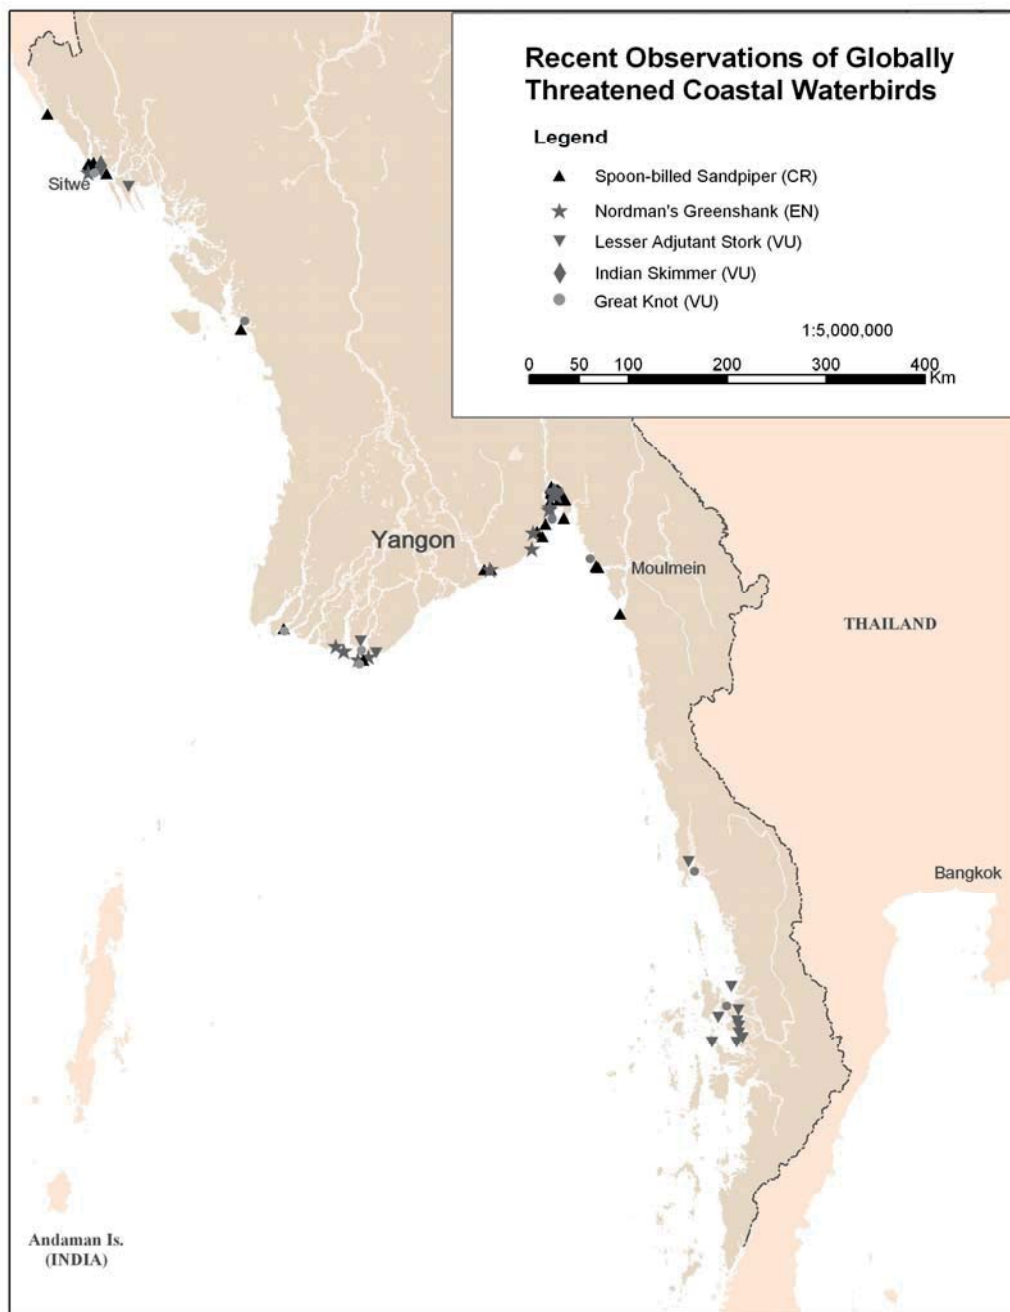 Recent Observations of Globally
Threatened Coastal Waterbirds
Legend
Spoon-billed Sandpiper (CR)
Nordman's Greenshank (EN)
Lesser Adjutant Stork (VU)
Indian Skimmer (VU)
Great Knot (VU)
1:5,000,000
0 50 100 200 300 400
Km
Sitwe
Yangon
Moulmein
THAILAND
Bangkok
Andaman Is.
(INDIA)